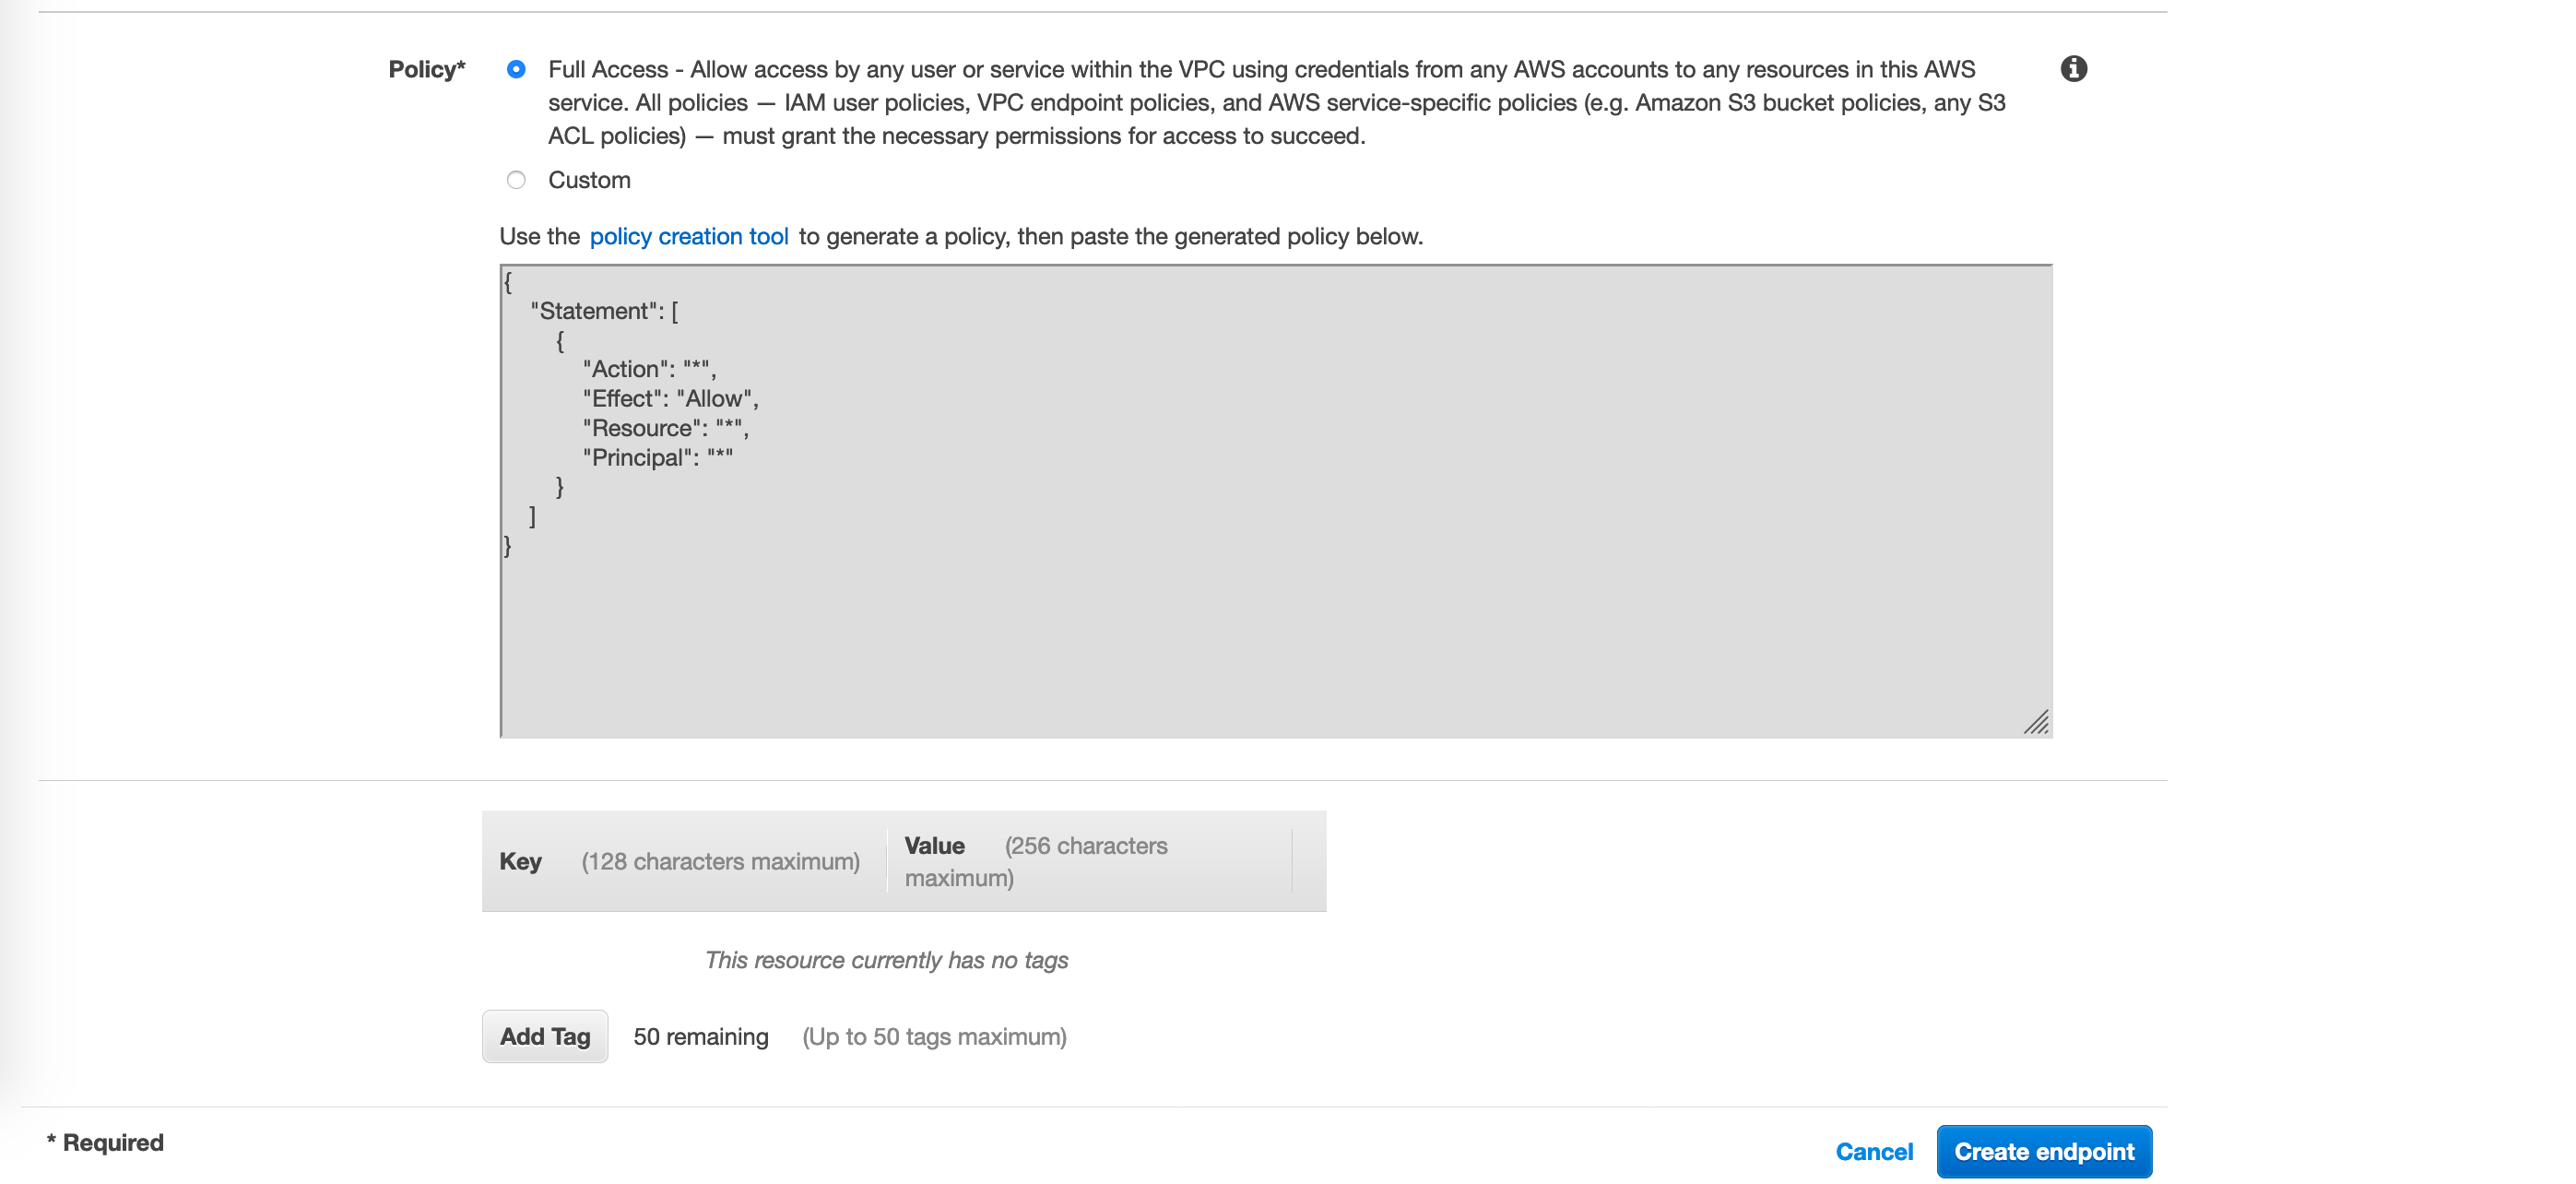 Policy*
Full Access - Allow access by any user or service within the VPC using credentials from any AWS accounts to any resources in this AWS
service. All policies — IAM user policies, VPC endpoint policies, and AWS service-specific policies (e.g. Amazon S3 bucket policies, any S3
ACL policies) — must grant the necessary permissions for access to succeed.
Custom
Use the policy creation tool to generate a policy, then paste the generated policy below.
{
"Statement": [
{
"Action": "*",
"Effect": "Allow",
"Resource": "*",
"Principal": "*"
}
]
}
Key (128 characters maximum)
Value (256 characters
maximum)
This resource currently has no tags
Add Tag 50 remaining (Up to 50 tags maximum)
* Required
Cancel Create endpoint